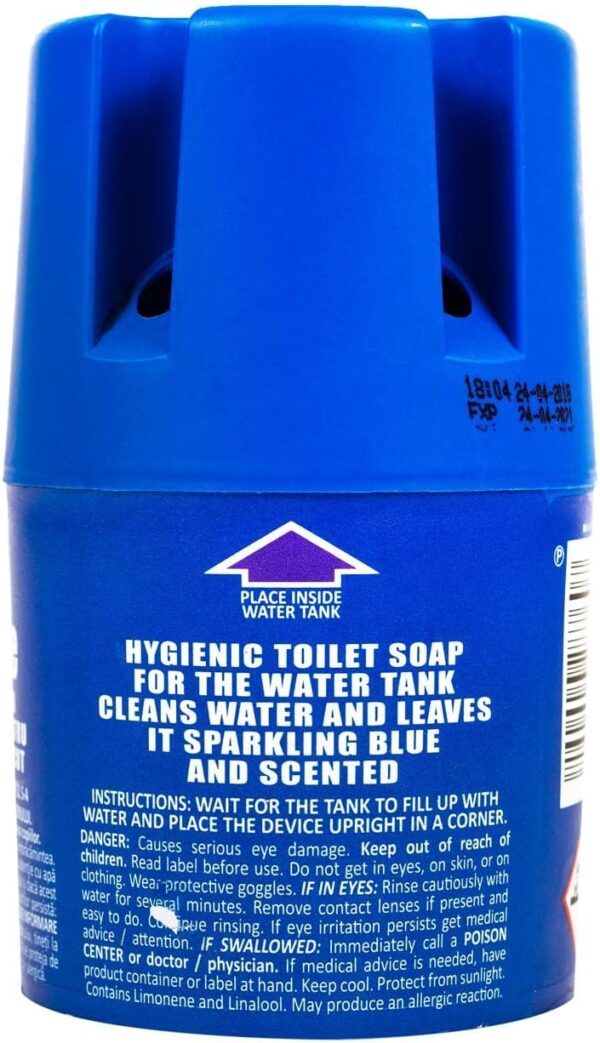 18:04 24-04-2018
EXP 24-04-2021
PLACE INSIDE
WATER TANK
HYGIENIC TOILET SOAP
FOR THE WATER TANK
CLEANS WATER AND LEAVES
IT SPARKLING BLUE
AND SCENTED
INSTRUCTIONS: WAIT FOR THE TANK TO FILL UP WITH
WATER AND PLACE THE DEVICE UPRIGHT IN A CORNER.
DANGER: Causes serious eye damage. Keep out of reach of
children. Read label before use. Do not get in eyes, on skin, or on
clothing. Wear protective goggles. IF IN EYES: Rinse cautiously with
water for several minutes. Remove contact lenses if present and
easy to do. Continue rinsing. If eye irritation persists get medical
advice / attention. IF SWALLOWED: Immediately call a POISON
CENTER or doctor / physician. If medical advice is needed, have
product container or label at hand. Keep cool. Protect from sunlight.
Contains Limonene and Linalool. May produce an allergic reaction.